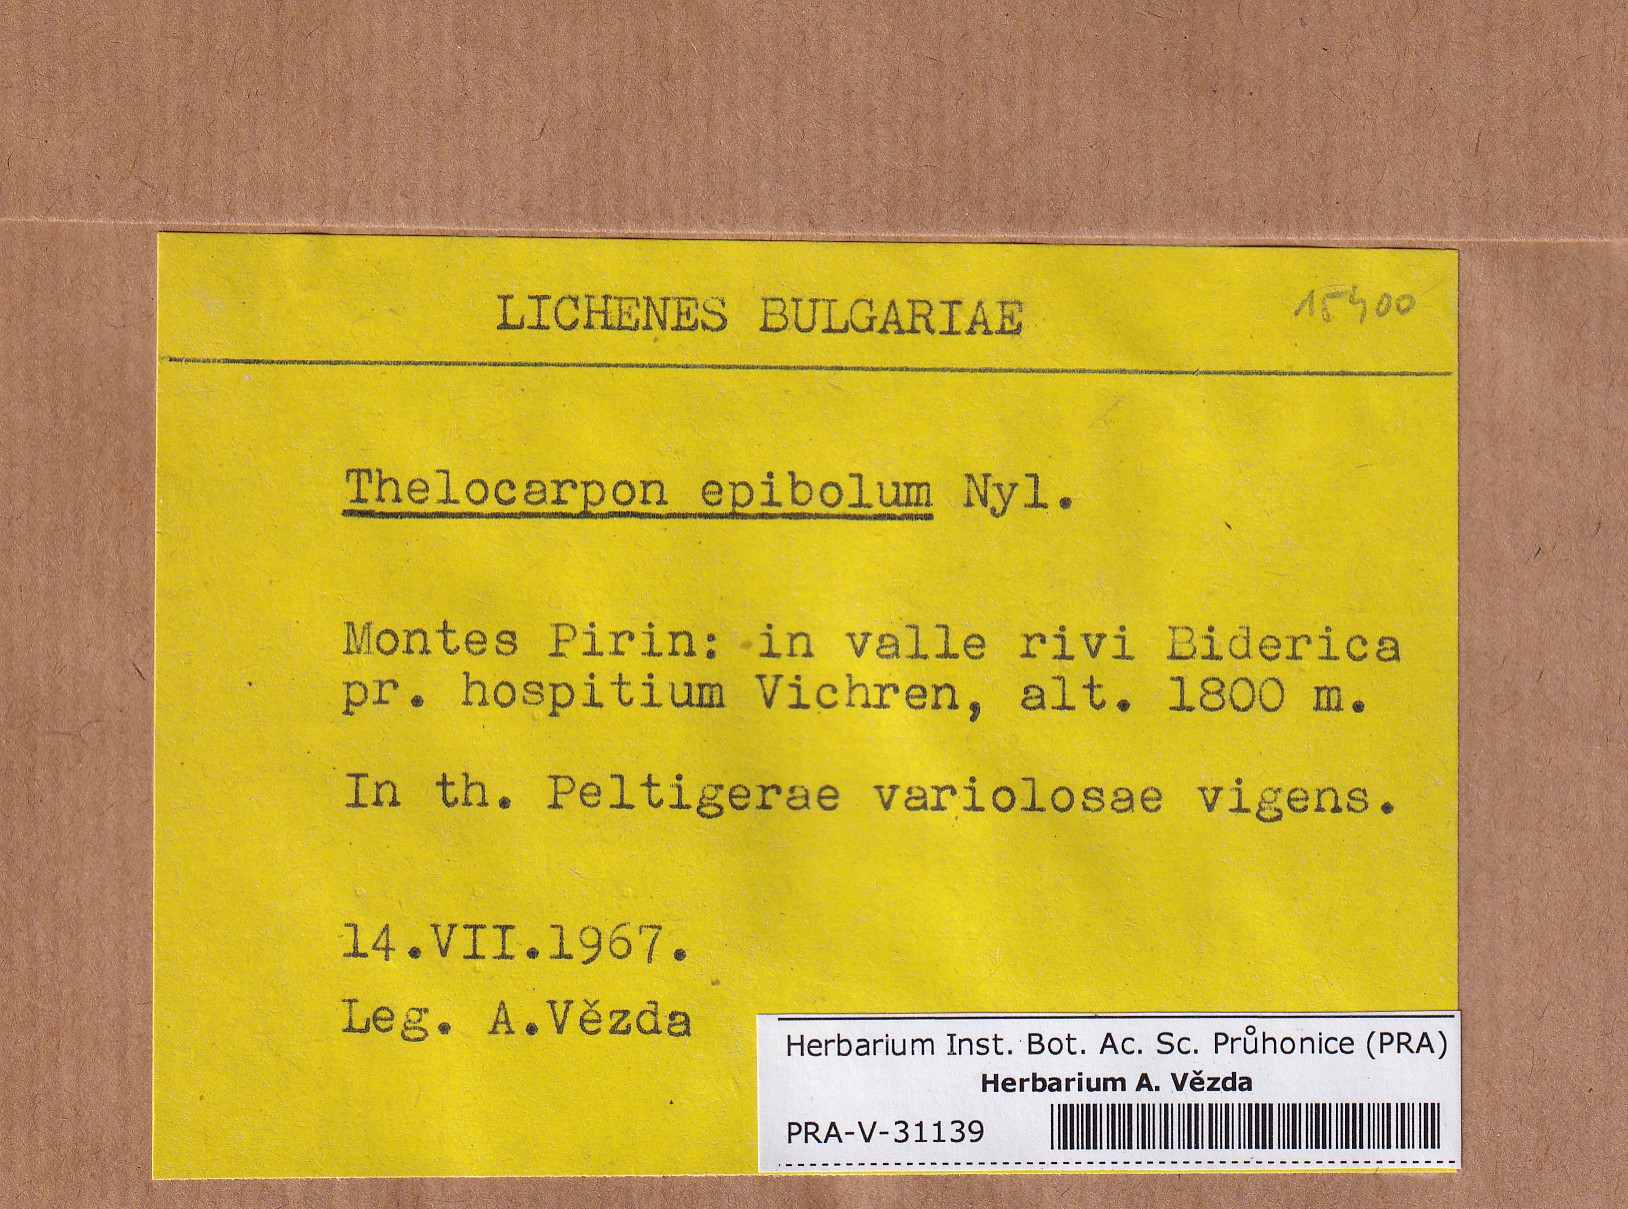 LICHENES BULGARIAE 15400
Thelocarpon epibolum Nyl.
Montes Pirin: in valle rivi Biderica
pr. hospitium Vichren, alt. 1800 m.
In th. Peltigerae variolosae vigens.
14.VII.1967.
Leg. A.Vězda
Herbarium Inst. Bot. Ac. Sc. Průhonice (PRA)
Herbarium A. Vězda
PRA-V-31139